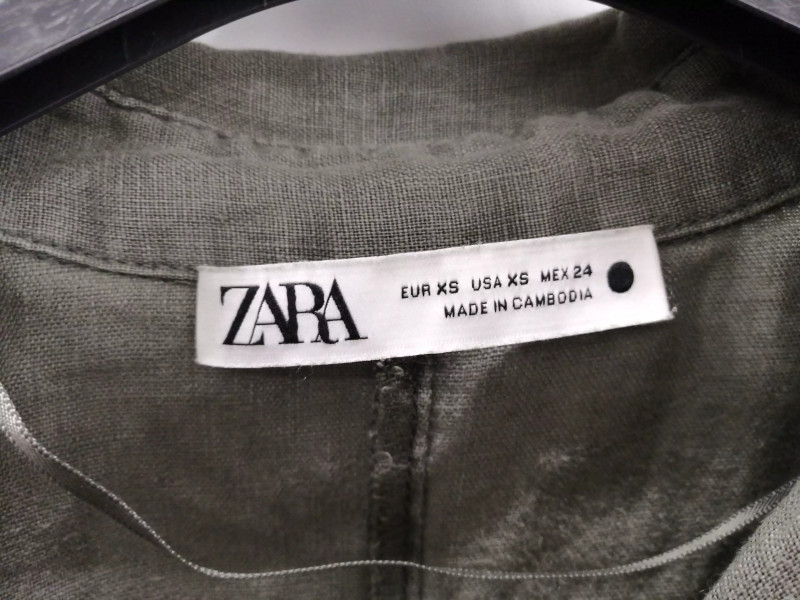 ZARA
EUR XS USA XS MEX 24
MADE IN CAMBODIA